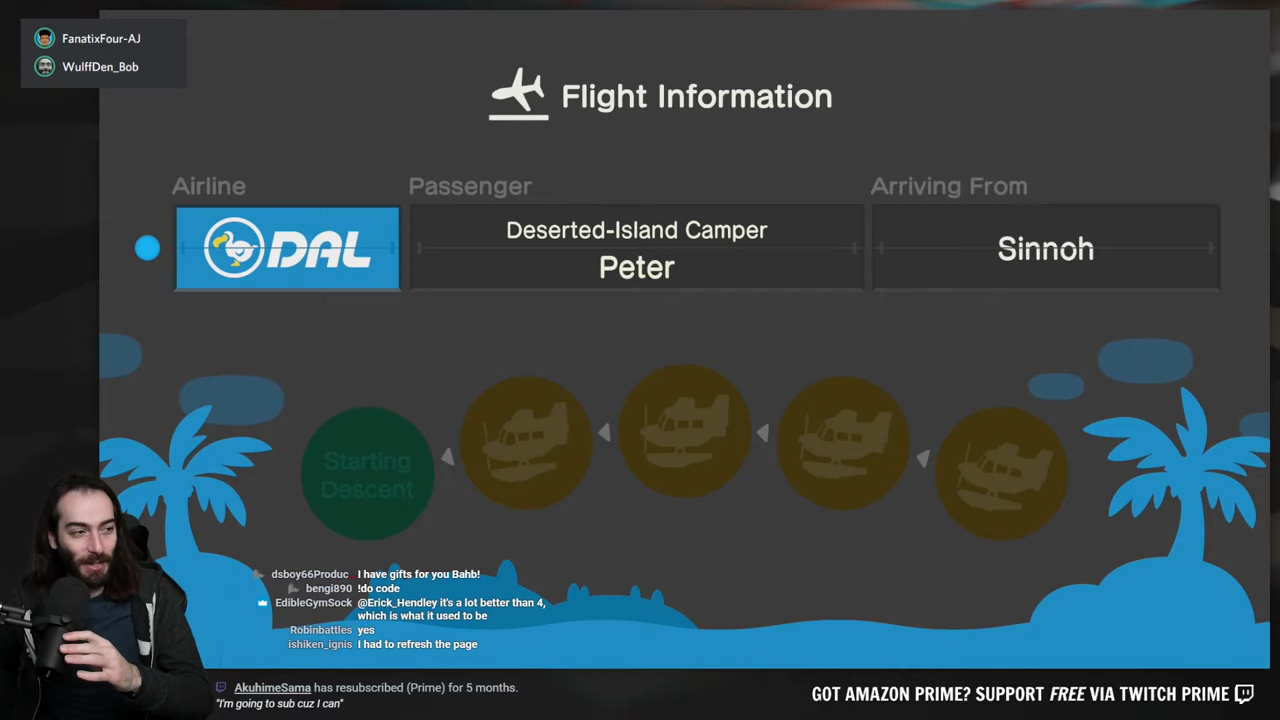 FanatixFour-AJ
WulffDen_Bob
Flight Information
Airline
Passenger
Arriving From
DAL
Deserted-Island Camper
Peter
Sinnoh
Starting
Descent
dsboy66Produc I have gifts for you Bahb!
bengi890 !do code
EdibleGymSock @Erick_Hendley it's a lot better than 4,
which is what it used to be
Robinbattles yes
ishiken_ignis I had to refresh the page
AkuhimeSama has resubscribed (Prime) for 5 months.
"I'm going to sub cuz I can"
GOT AMAZON PRIME? SUPPORT FREE VIA TWITCH PRIME